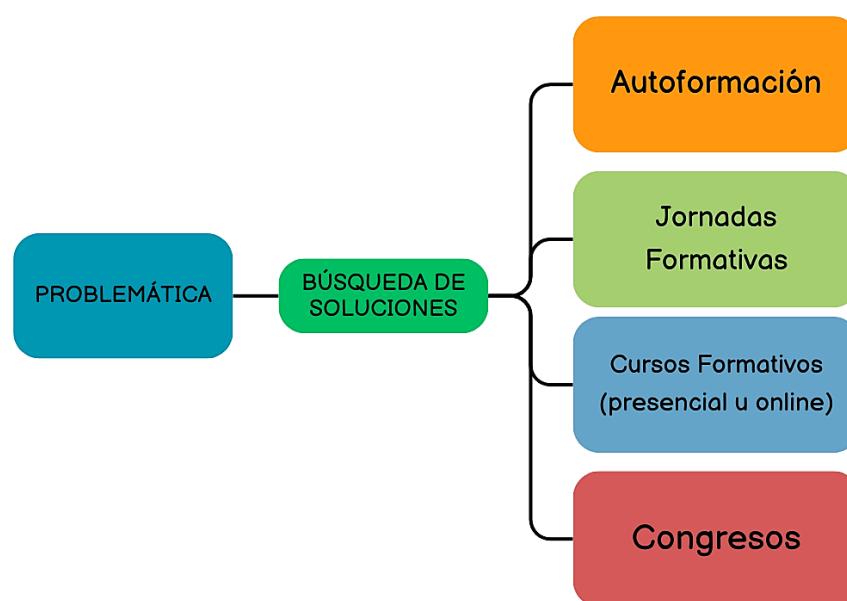 PROBLEMÁTICA
BÚSQUEDA DE
SOLUCIONES
Autoformación
Jornadas
Formativas
Cursos Formativos
(presencial u online)
Congresos